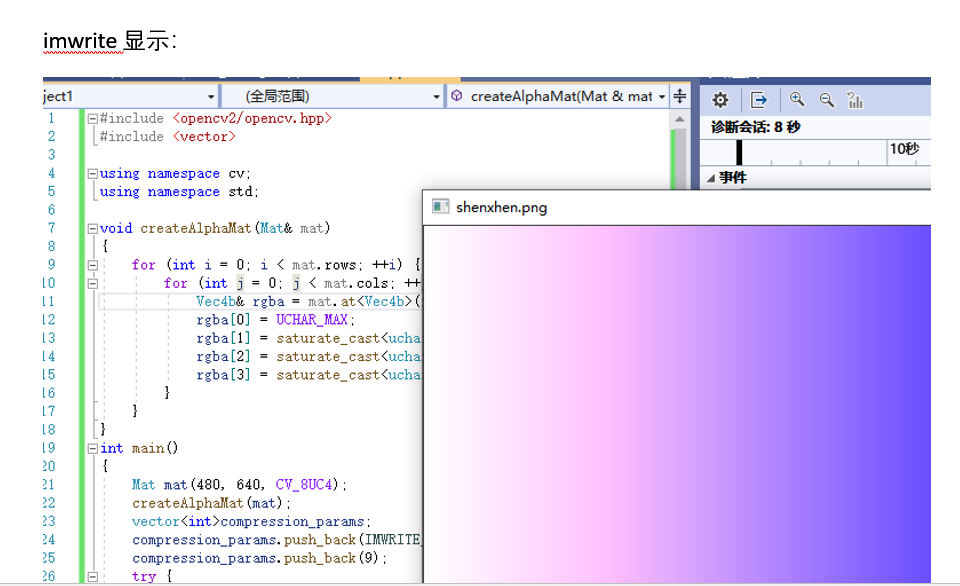 imwrite 显示：
ject1
(全局范围)
createAlphaMat(Mat & mat
诊断会话: 8 秒
10秒
事件
shenxhen.png
1 #include <opencv2/opencv.hpp>
2 #include <vector>
3
4 using namespace cv;
5 using namespace std;
6
7 void createAlphaMat(Mat& mat)
8 {
9 for (int i = 0; i < mat.rows; ++i) {
10 for (int j = 0; j < mat.cols; ++
11 Vec4b& rgba = mat.at<Vec4b>(
12 rgba[0] = UCHAR_MAX;
13 rgba[1] = saturate_cast<ucha
14 rgba[2] = saturate_cast<ucha
15 rgba[3] = saturate_cast<ucha
16 }
17 }
18 }
19 int main()
20 {
21 Mat mat(480, 640, CV_8UC4);
22 createAlphaMat(mat);
23 vector<int>compression_params;
24 compression_params.push_back(IMWRITE_
25 compression_params.push_back(9);
26 try {